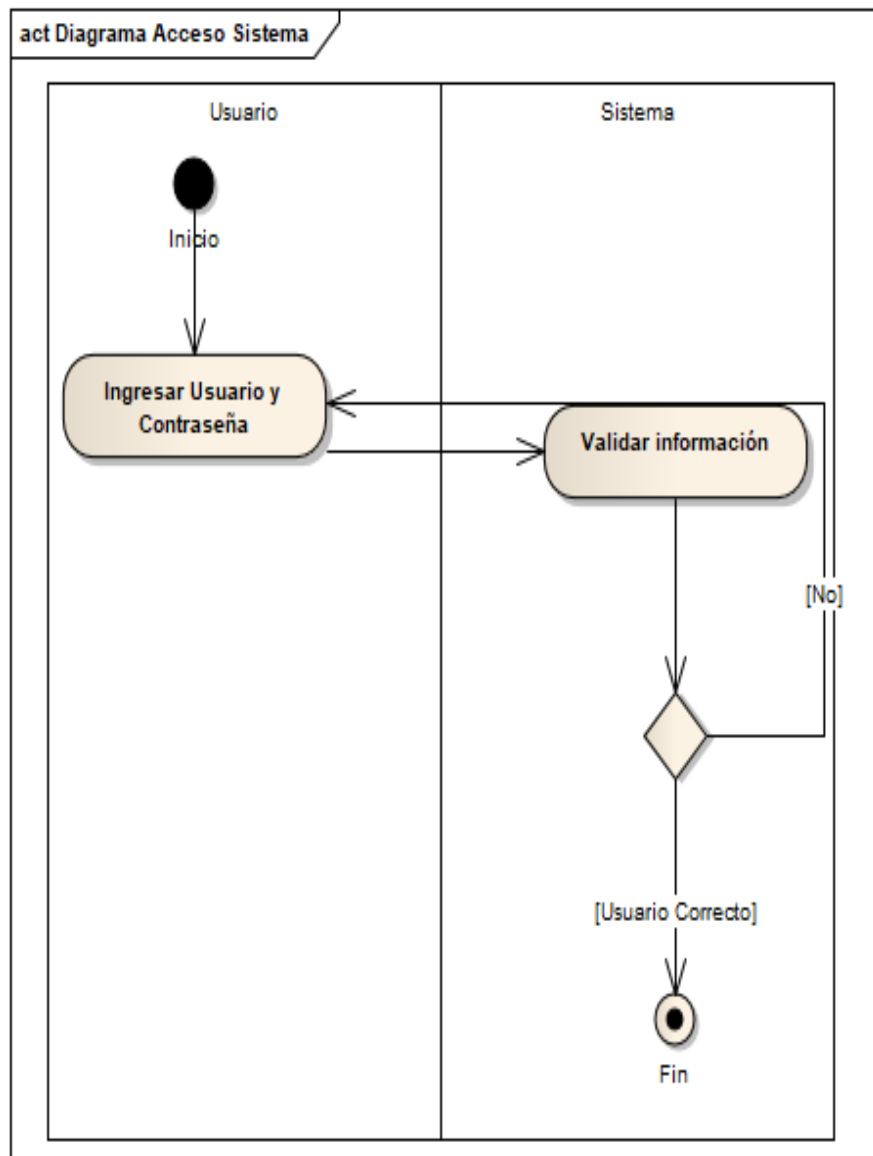 act Diagrama Acceso Sistema
Usuario
Sistema
Inicio
Ingresar Usuario y
Contraseña
Validar información
[No]
[Usuario Correcto]
Fin